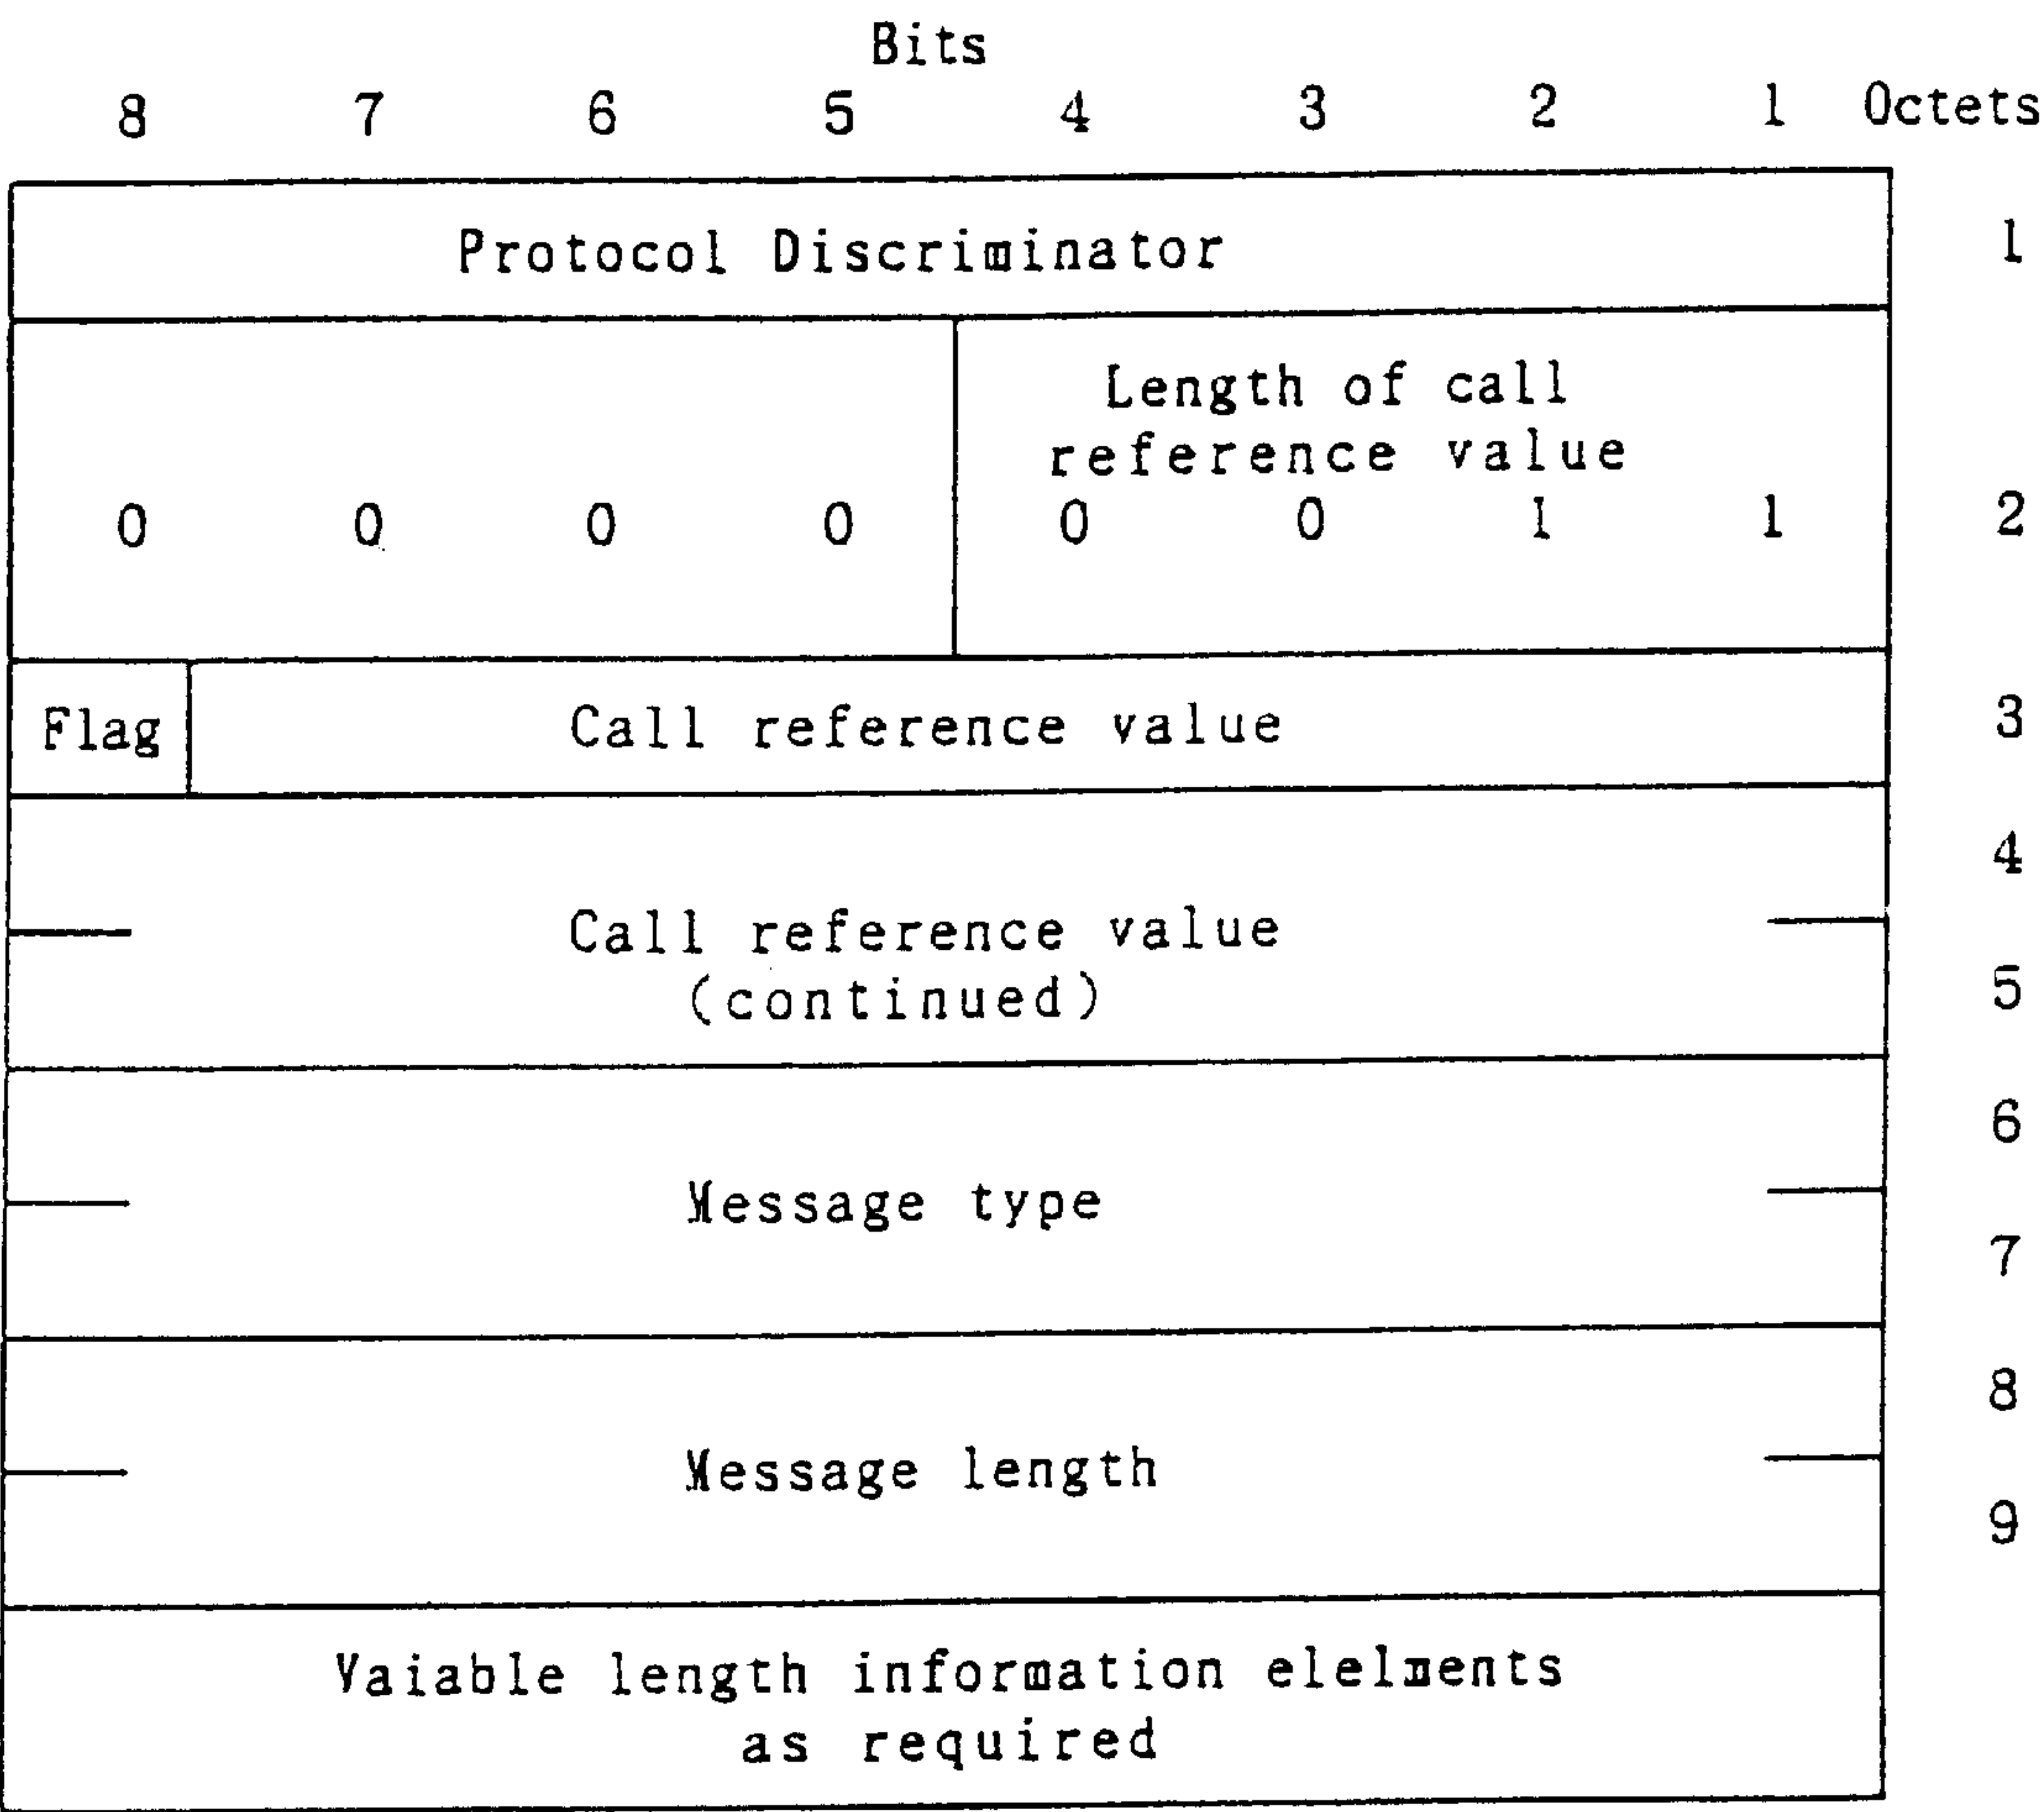 Bits
8 7 6 5 4 3 2 1 Octets
Protocol Discriminator 1
Length of call
reference value
0 0 0 0 0 0 1 1 2
Flag Call reference value 3
4
Call reference value
(continued) 5
6
Message type
7
8
Message length
9
Vaiable length information elelments
as required